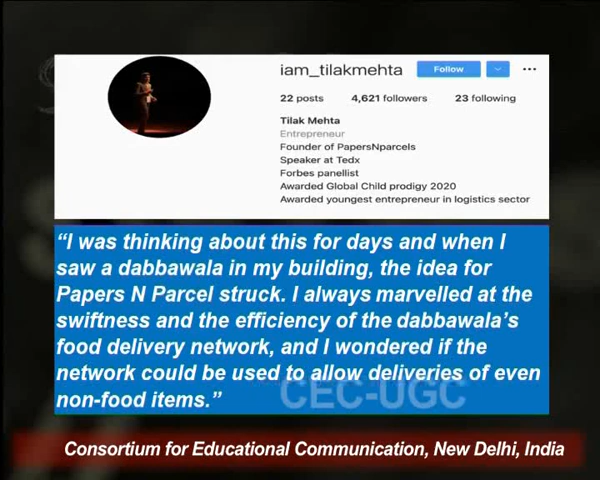 iam_tilakmehta Follow
22 posts 4,621 followers 23 following
Tilak Mehta
Entrepreneur
Founder of PapersNparcels
Speaker at Tedx
Forbes panellist
Awarded Global Child prodigy 2020
Awarded youngest entrepreneur in logistics sector
“I was thinking about this for days and when I
saw a dabbawala in my building, the idea for
Papers N Parcel struck. I always marvelled at the
swiftness and the efficiency of the dabbawala’s
food delivery network, and I wondered if the
network could be used to allow deliveries of even
non-food items.”
CEC-UGC
Consortium for Educational Communication, New Delhi, India